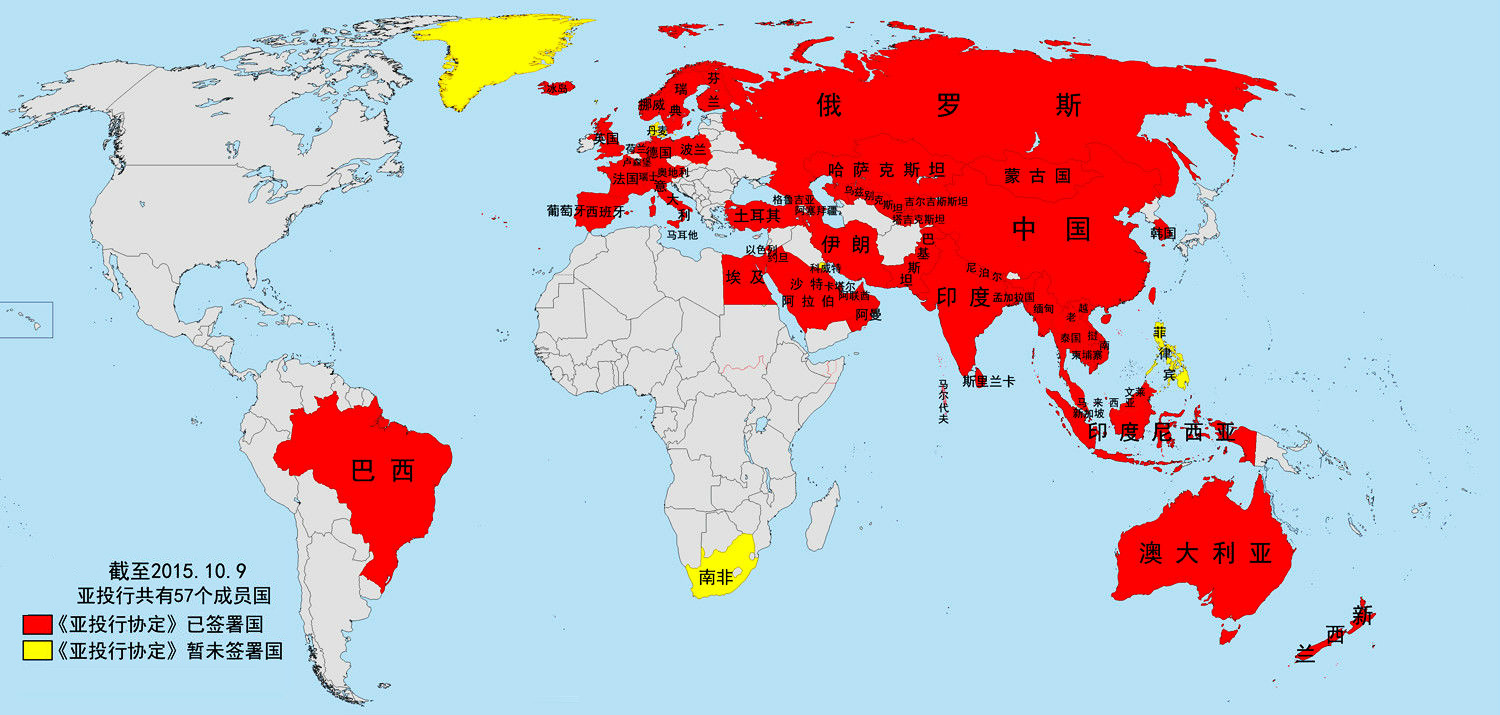 冰岛
挪威
瑞典
芬兰
俄罗斯
英国
丹麦
荷兰
德国
波兰
卢森堡
法国
瑞士
奥地利
意大利
葡萄牙
西班牙
马耳他
土耳其
格鲁吉亚
阿塞拜疆
哈萨克斯坦
蒙古国
乌兹别克斯坦
吉尔吉斯斯坦
塔吉克斯坦
中国
韩国
以色列
约旦
伊朗
巴基斯坦
埃及
科威特
沙特阿拉伯
卡塔尔
阿联酋
阿曼
尼泊尔
印度
孟加拉国
缅甸
老挝
越南
泰国
柬埔寨
菲律宾
马尔代夫
斯里兰卡
文莱
马来西亚
新加坡
印度尼西亚
巴西
南非
澳大利亚
新西兰
截至2015.10.9
亚投行共有57个成员国
《亚投行协定》已签署国
《亚投行协定》暂未签署国